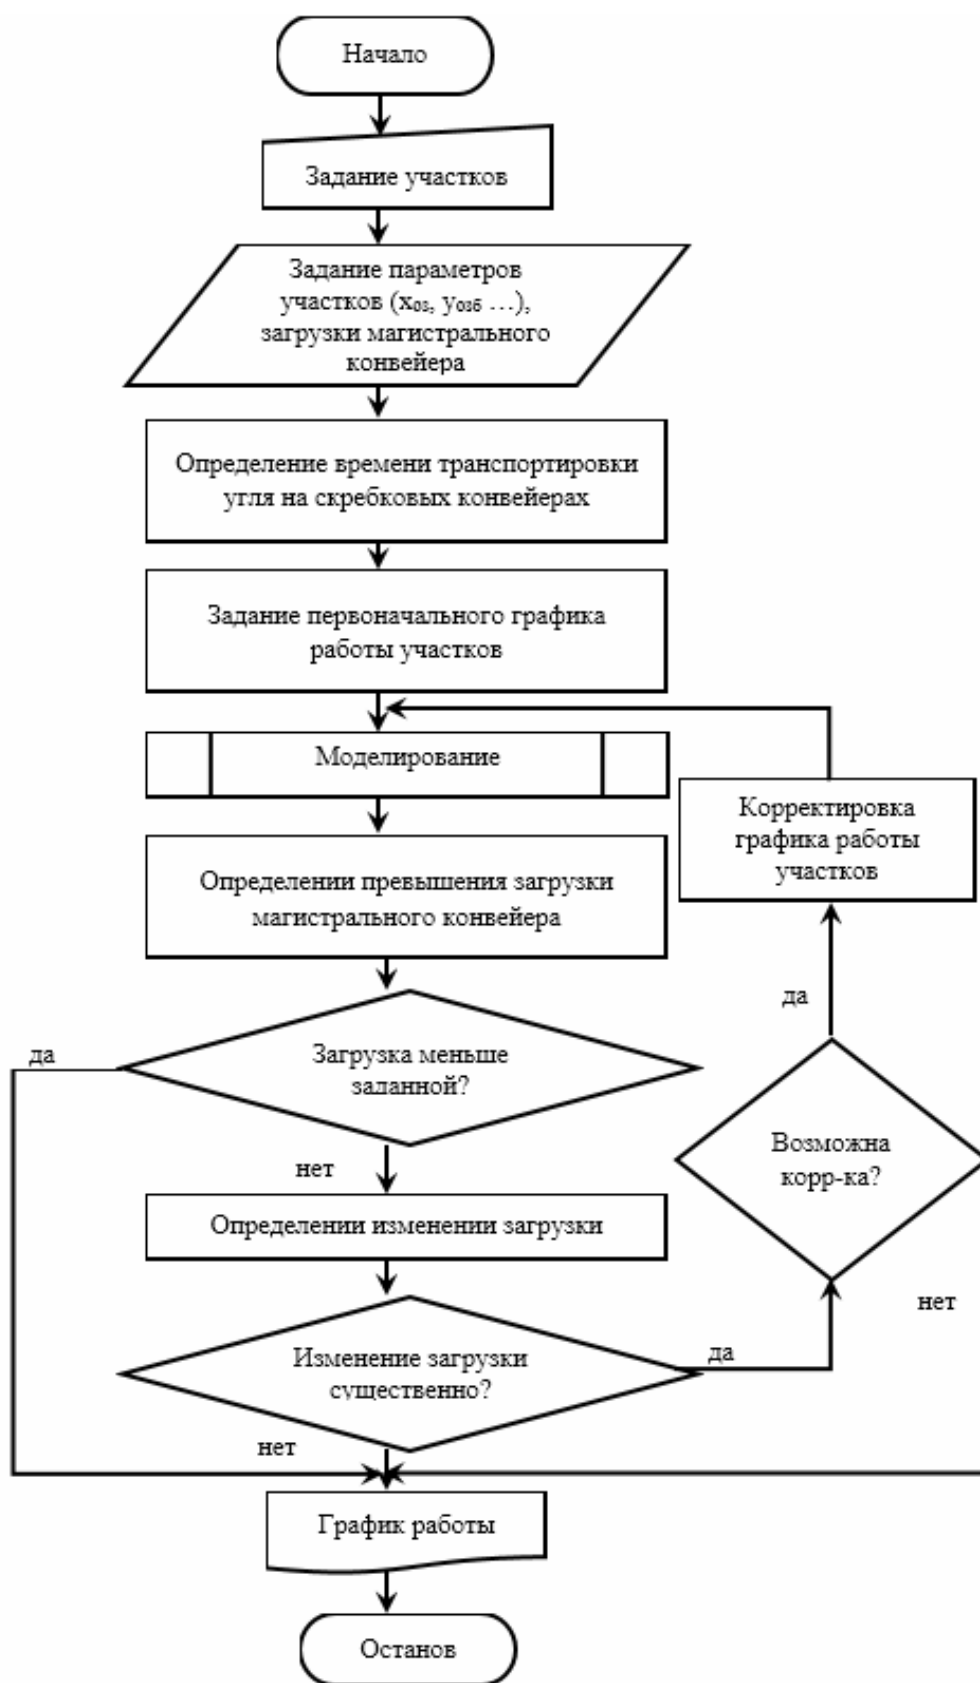 Начало
Задание участков
Задание параметров
участков (x₀₃, y₀₃б ...),
загрузки магистрального
конвейера
Определение времени транспортировки
угля на скребковых конвейерах
Задание первоначального графика
работы участков
Моделирование
Корректировка
графика работы
участков
Определении превышения загрузки
магистрального конвейера
да
да
Загрузка меньше
заданной?
Возможна
корр-ка?
нет
Определении изменении загрузки
нет
да
Изменение загрузки
существенно?
нет
График работы
Останов